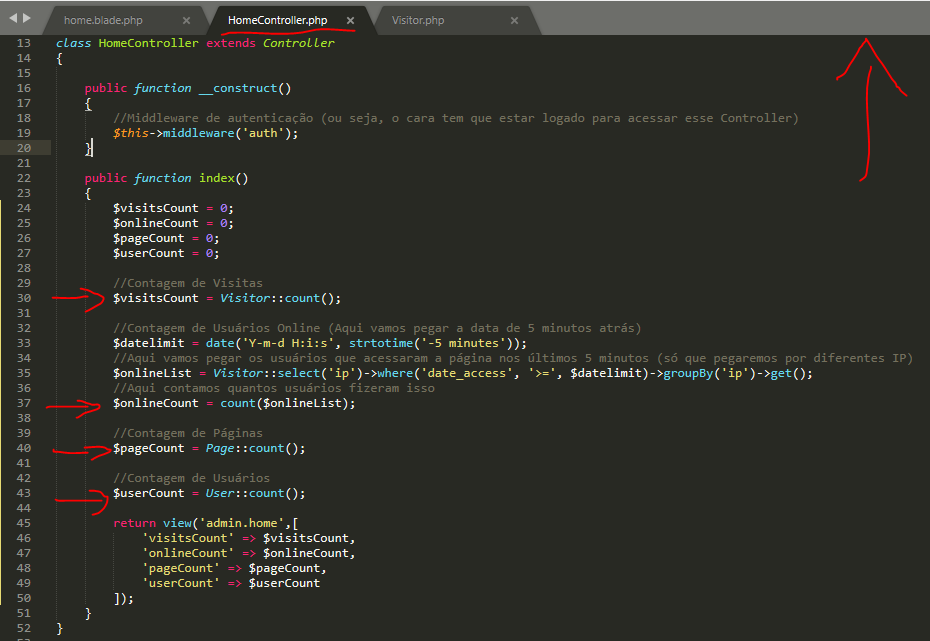 home.blade.php × HomeController.php × Visitor.php ×
13 class HomeController extends Controller
14 {
15
16     public function __construct()
17     {
18         //Middleware de autenticação (ou seja, o cara tem que estar logado para acessar esse Controller)
19         $this->middleware('auth');
20     }
21
22     public function index()
23     {
24         $visitsCount = 0;
25         $onlineCount = 0;
26         $pageCount = 0;
27         $userCount = 0;
28
29         //Contagem de Visitas
30         $visitsCount = Visitor::count();
31
32         //Contagem de Usuários Online (Aqui vamos pegar a data de 5 minutos atrás)
33         $datelimit = date('Y-m-d H:i:s', strtotime('-5 minutes'));
34         //Aqui vamos pegar os usuários que acessaram a página nos últimos 5 minutos (só que pegaremos por diferentes IP)
35         $onlineList = Visitor::select('ip')->where('date_access', '>=', $datelimit)->groupBy('ip')->get();
36         //Aqui contamos quantos usuários fizeram isso
37         $onlineCount = count($onlineList);
38
39         //Contagem de Páginas
40         $pageCount = Page::count();
41
42         //Contagem de Usuários
43         $userCount = User::count();
44
45         return view('admin.home',[
46             'visitsCount' => $visitsCount,
47             'onlineCount' => $onlineCount,
48             'pageCount' => $pageCount,
49             'userCount' => $userCount
50         ]);
51     }
52 }